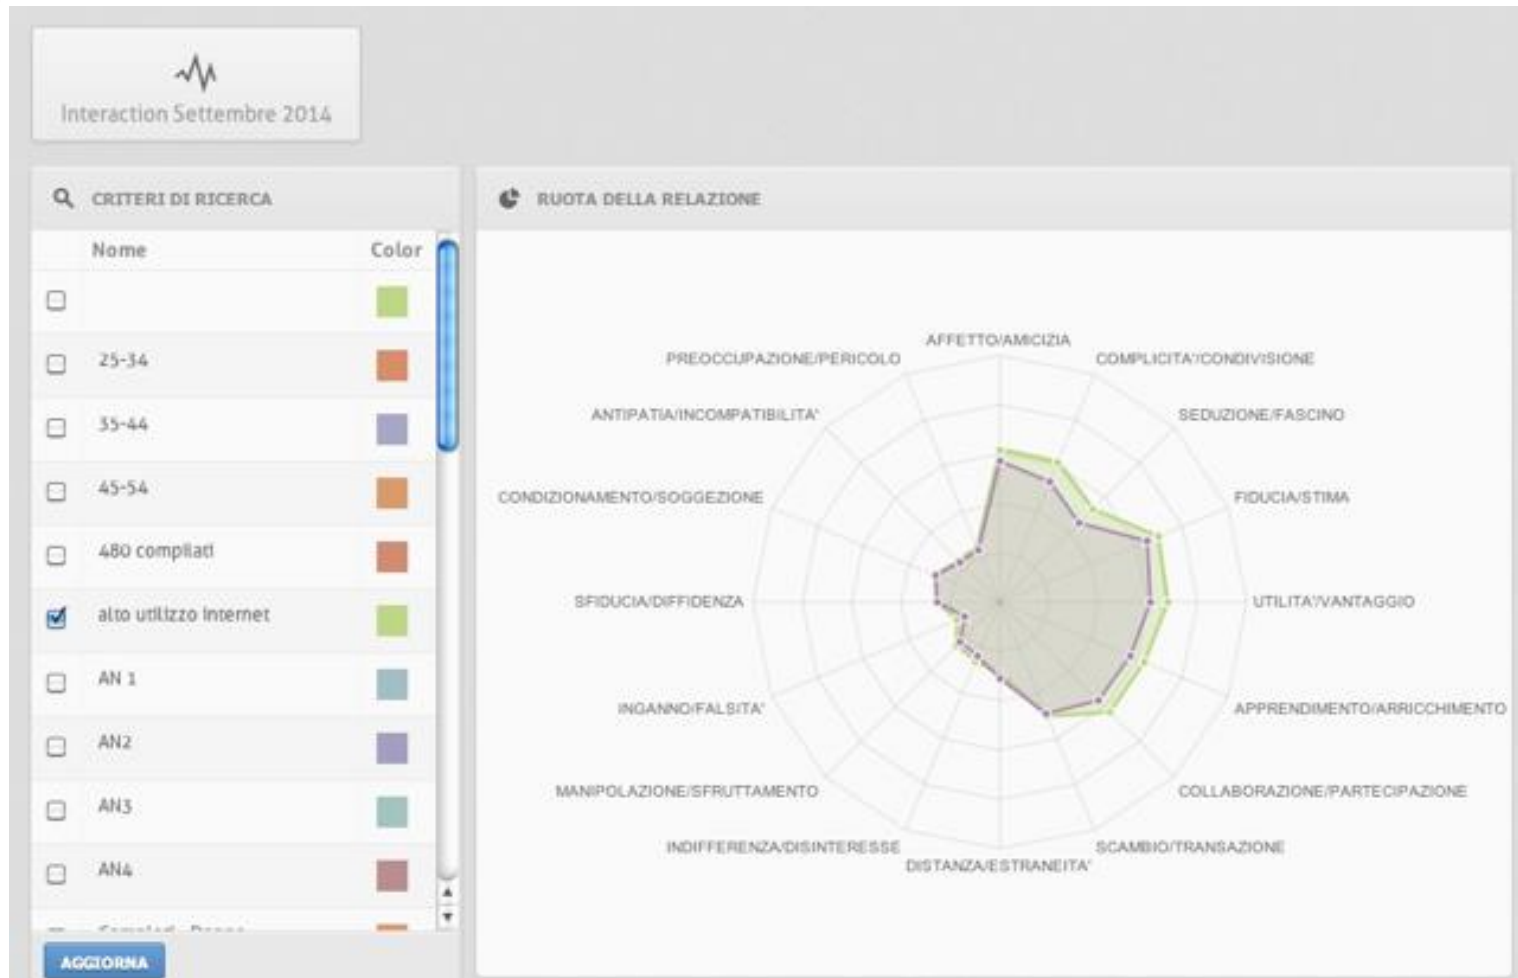 Interaction Settembre 2014
CRITERI DI RICERCA
Nome Color
25-34
35-44
45-54
480 compilati
alto utilizzo internet
AN 1
AN2
AN3
AN4
AGGIORNA
RUOTA DELLA RELAZIONE
AFFETTO/AMICIZIA
COMPLICITA'/CONDIVISIONE
SEDUZIONE/FASCINO
FIDUCIA/STIMA
UTILITA'/VANTAGGIO
APPRENDIMENTO/ARRICCHIMENTO
COLLABORAZIONE/PARTECIPAZIONE
SCAMBIO/TRANSAZIONE
DISTANZA/ESTRANEITA'
INDIFFERENZA/DISINTERESSE
MANIPOLAZIONE/SFRUTTAMENTO
INGANNO/FALSITA'
SFIDUCIA/DIFFIDENZA
CONDIZIONAMENTO/SOGGEZIONE
ANTIPATIA/INCOMPATIBILITA'
PREOCCUPAZIONE/PERICOLO